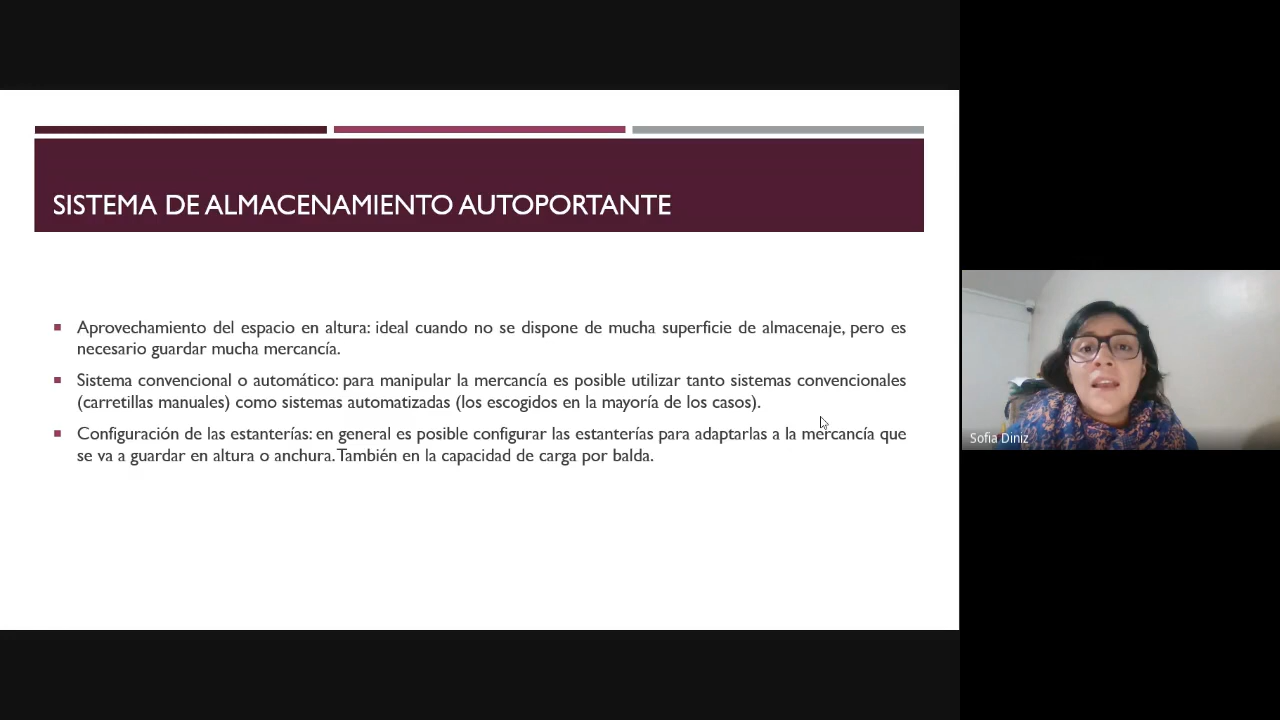 SISTEMA DE ALMACENAMIENTO AUTOPORTANTE
Aprovechamiento del espacio en altura: ideal cuando no se dispone de mucha superficie de almacenaje, pero es
necesario guardar mucha mercancía.
Sistema convencional o automático: para manipular la mercancía es posible utilizar tanto sistemas convencionales
(carretillas manuales) como sistemas automatizadas (los escogidos en la mayoría de los casos).
Configuración de las estanterías: en general es posible configurar las estanterías para adaptarlas a la mercancía que
se va a guardar en altura o anchura. También en la capacidad de carga por balda.
Sofia Diniz